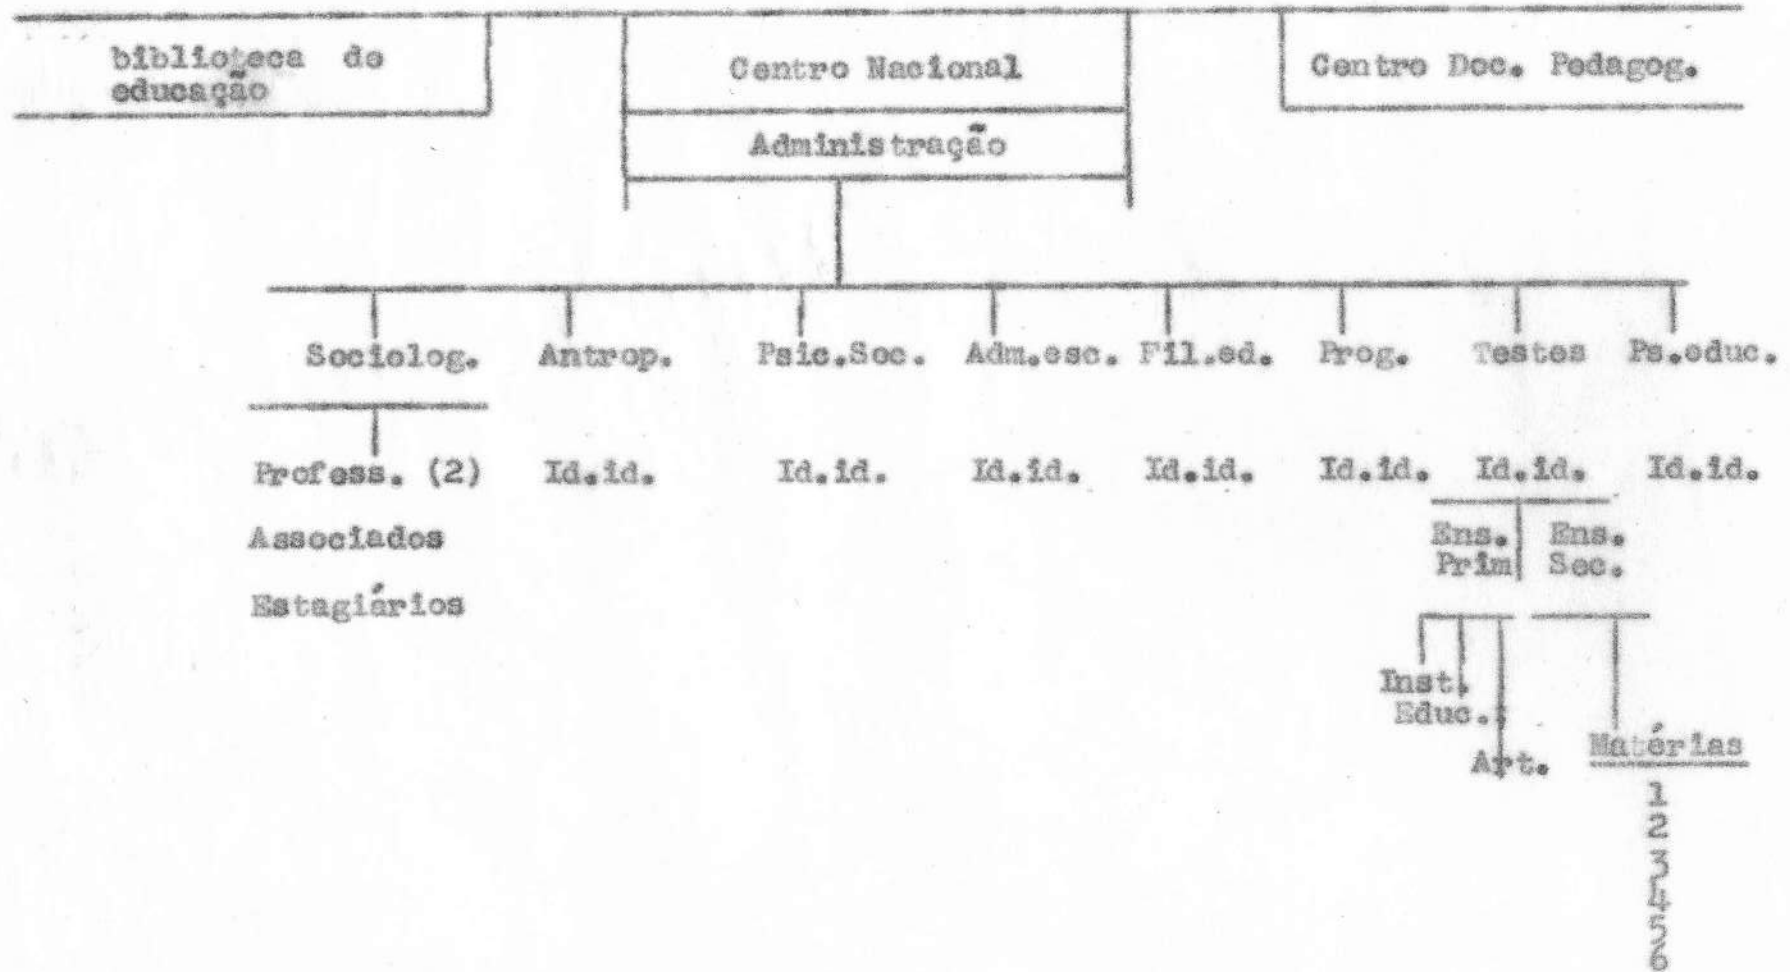 biblioteca de
educação
Centro Nacional
Administração
Centro Doc. Pedagog.
Sociolog. Antrop. Psic.Soc. Adm.esc. Fil.ed. Prog. Testes Ps.educ.
Profess. (2) Id.id. Id.id. Id.id. Id.id. Id.id. Id.id. Id.id.
Associados
Estagiários
Ens.
Prim
Ens.
Sec.
Inst.
Educ.
Art.
Matérias
1
2
3
4
5
6